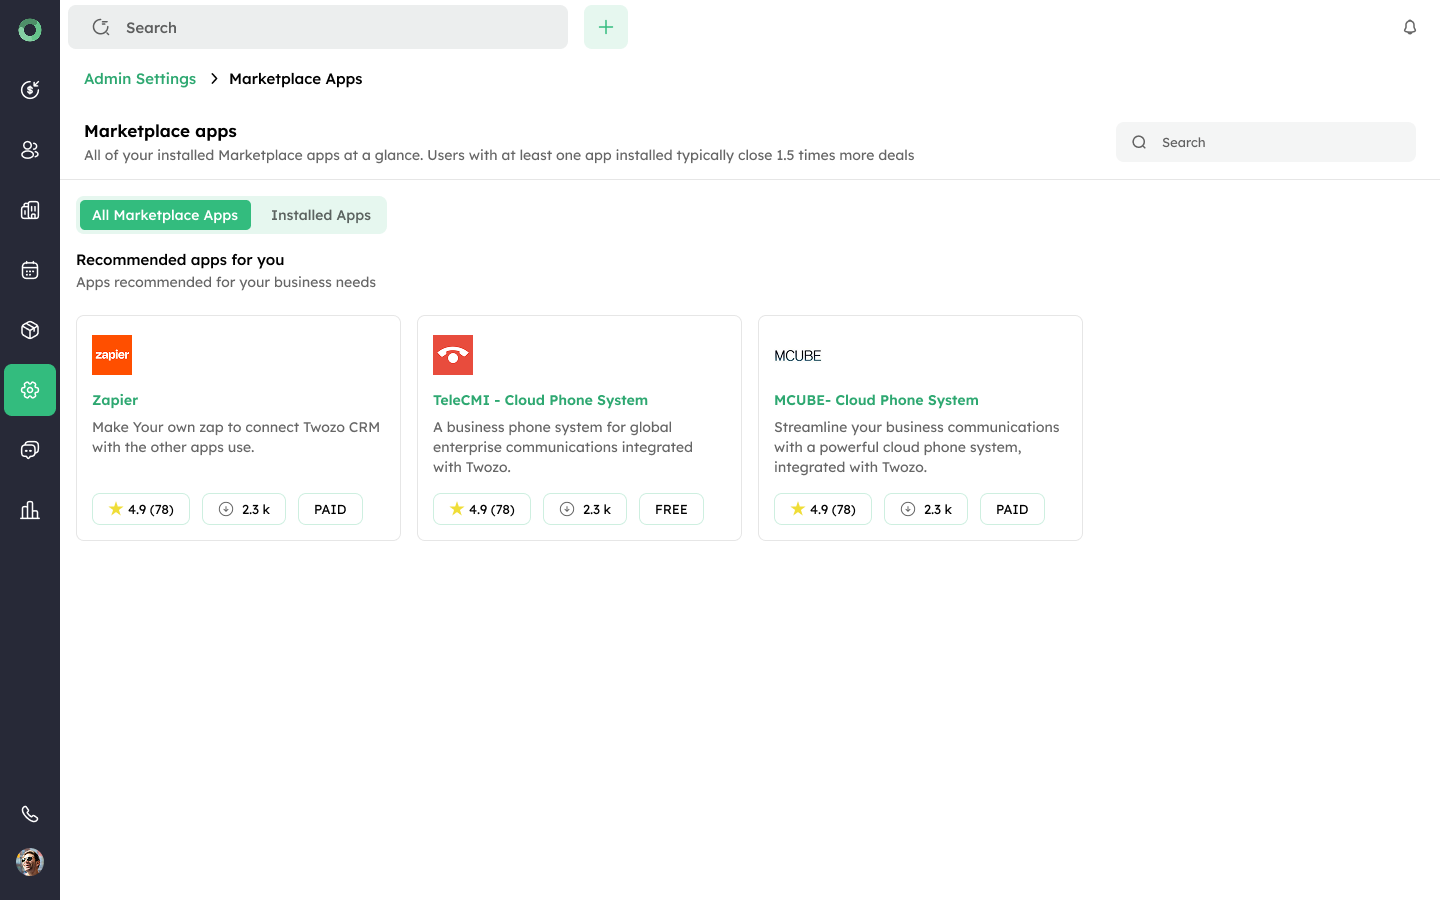 Search
Admin Settings > Marketplace Apps
Marketplace apps
All of your installed Marketplace apps at a glance. Users with at least one app installed typically close 1.5 times more deals
Search
All Marketplace Apps
Installed Apps
Recommended apps for you
Apps recommended for your business needs
zapier
Zapier
Make Your own zap to connect Twozo CRM
with the other apps use.
4.9 (78)
2.3 k
PAID
TeleCMI - Cloud Phone System
A business phone system for global
enterprise communications integrated
with Twozo.
4.9 (78)
2.3 k
FREE
MCUBE
MCUBE- Cloud Phone System
Streamline your business communications
with a powerful cloud phone system,
integrated with Twozo.
4.9 (78)
2.3 k
PAID